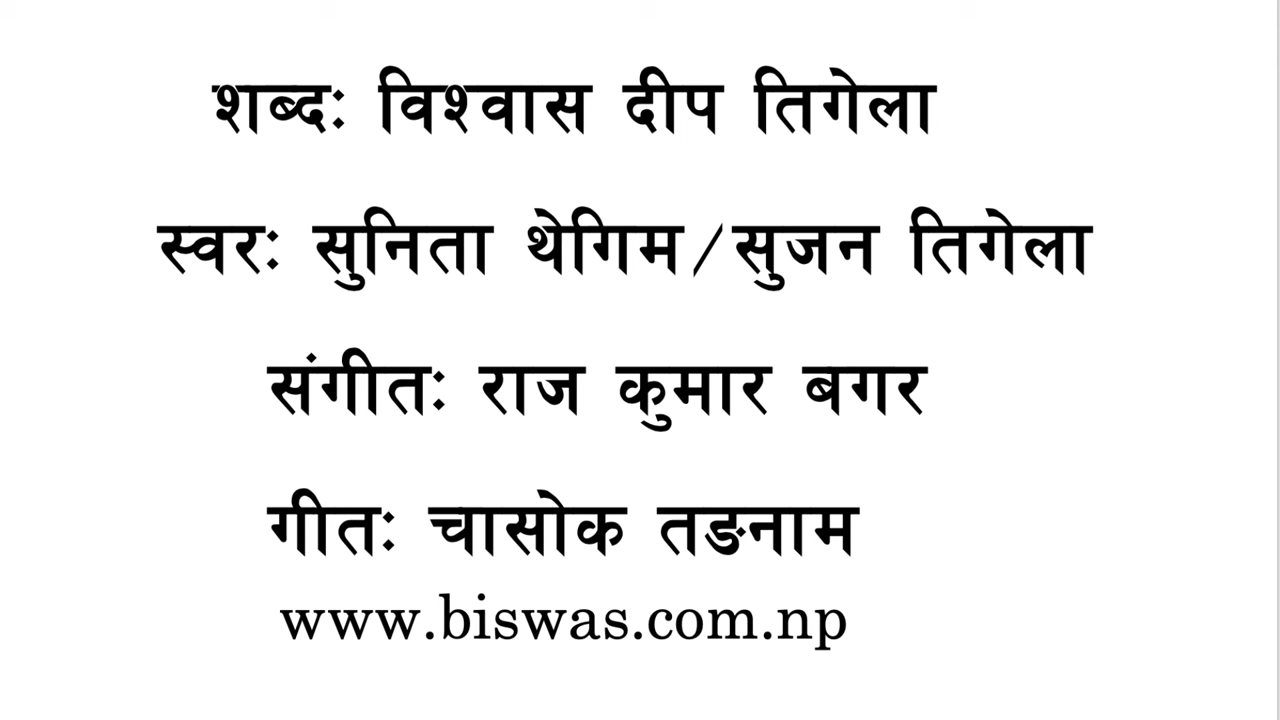 शब्दः विश्वास दीप तिगेला
स्वरः सुनिता थेगिम/सुजन तिगेला
संगीतः राज कुमार बगर
गीतः चासोक तङनाम
www.biswas.com.np